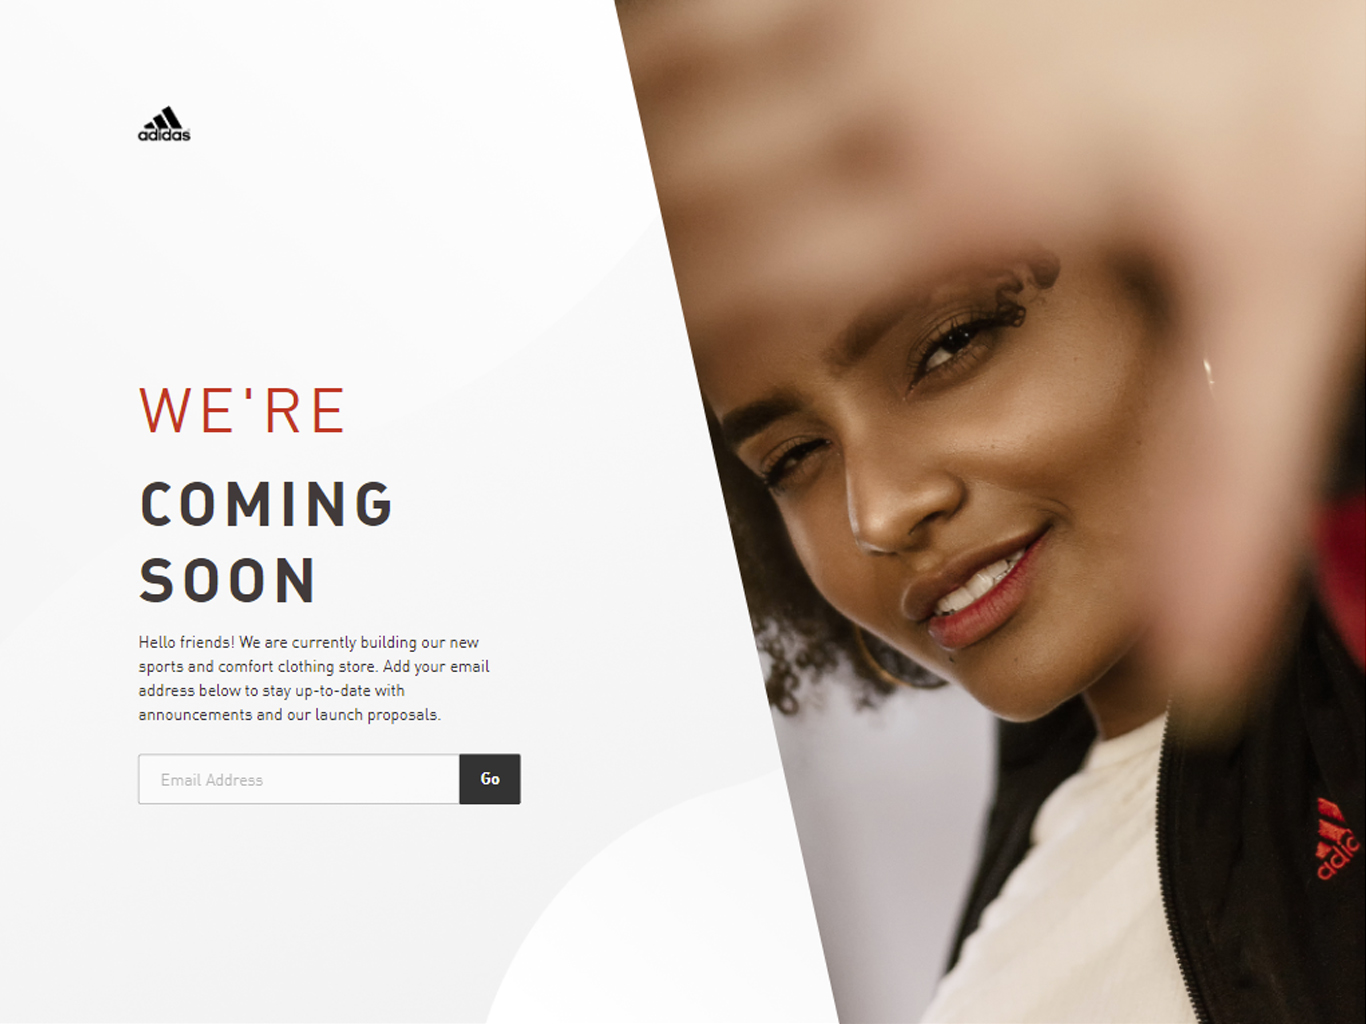 adidas
WE'RE
COMING
SOON
Hello friends! We are currently building our new
sports and comfort clothing store. Add your email
address below to stay up-to-date with
announcements and our launch proposals.
Email Address
Go
adid